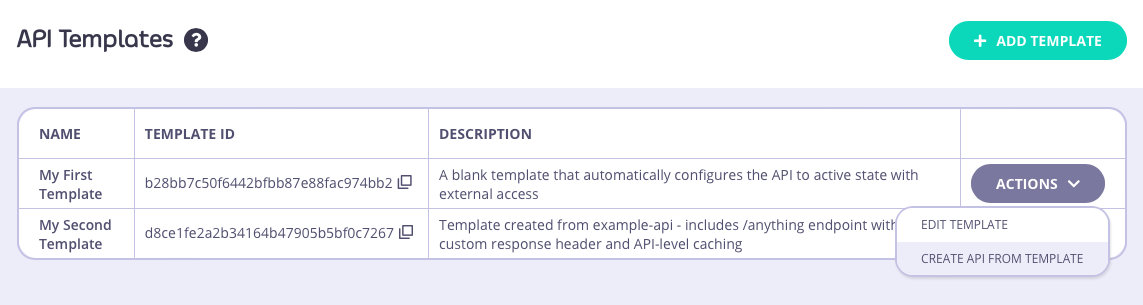 API Templates ?
+ ADD TEMPLATE
NAME TEMPLATE ID DESCRIPTION
My First
Template
b28bb7c50f6442bfbb87e88fac974bb2
A blank template that automatically configures the API to active state with
external access
ACTIONS
My Second
Template
d8ce1fe2a2b34164b47905b5bf0c7267
Template created from example-api - includes /anything endpoint with
custom response header and API-level caching
EDIT TEMPLATE
CREATE API FROM TEMPLATE